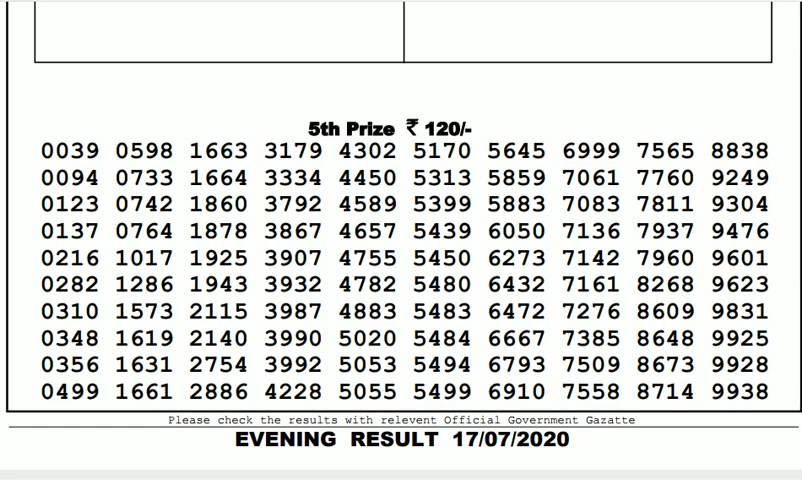 5th Prize ₹ 120/-
0039 0598 1663 3179 4302 5170 5645 6999 7565 8838
0094 0733 1664 3334 4450 5313 5859 7061 7760 9249
0123 0742 1860 3792 4589 5399 5883 7083 7811 9304
0137 0764 1878 3867 4657 5439 6050 7136 7937 9476
0216 1017 1925 3907 4755 5450 6273 7142 7960 9601
0282 1286 1943 3932 4782 5480 6432 7161 8268 9623
0310 1573 2115 3987 4883 5483 6472 7276 8609 9831
0348 1619 2140 3990 5020 5484 6667 7385 8648 9925
0356 1631 2754 3992 5053 5494 6793 7509 8673 9928
0499 1661 2886 4228 5055 5499 6910 7558 8714 9938
Please check the results with relevent Official Government Gazatte
EVENING RESULT 17/07/2020